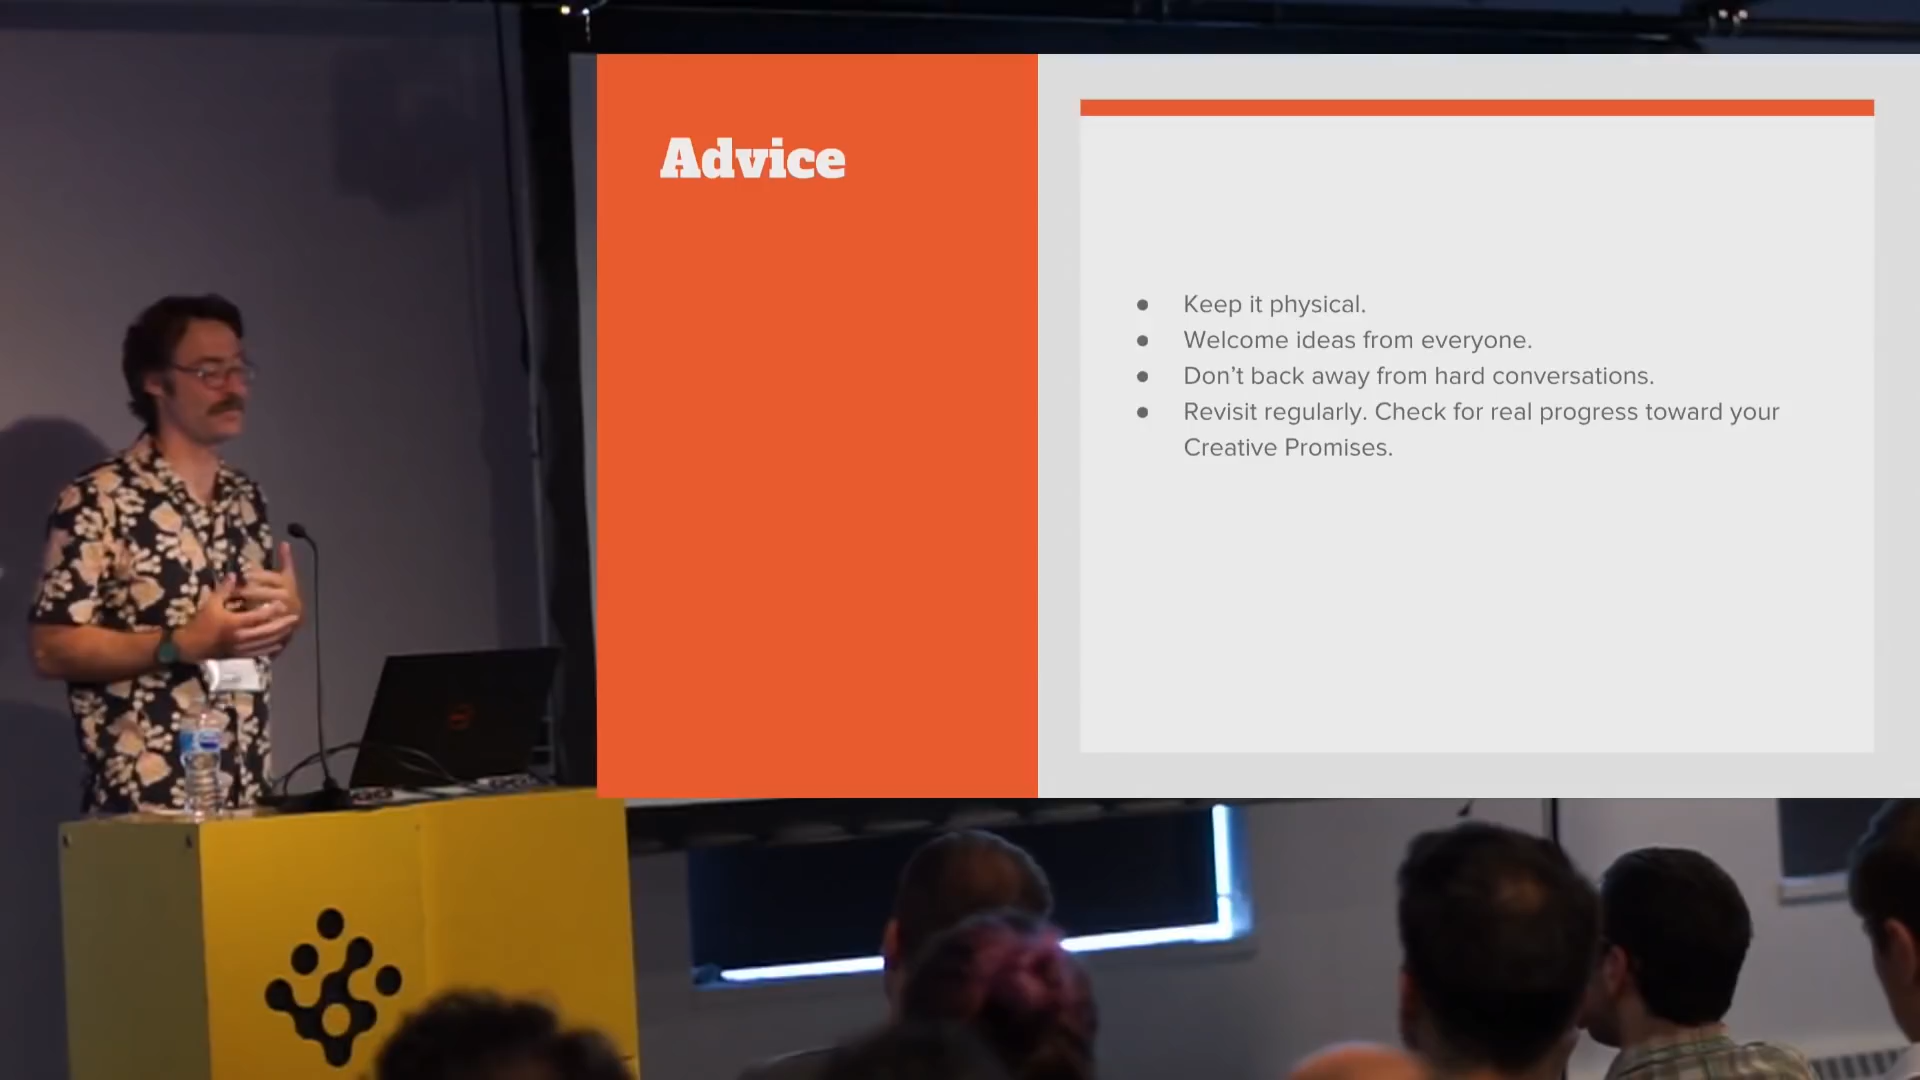 Advice
Keep it physical.
Welcome ideas from everyone.
Don’t back away from hard conversations.
Revisit regularly. Check for real progress toward your
Creative Promises.